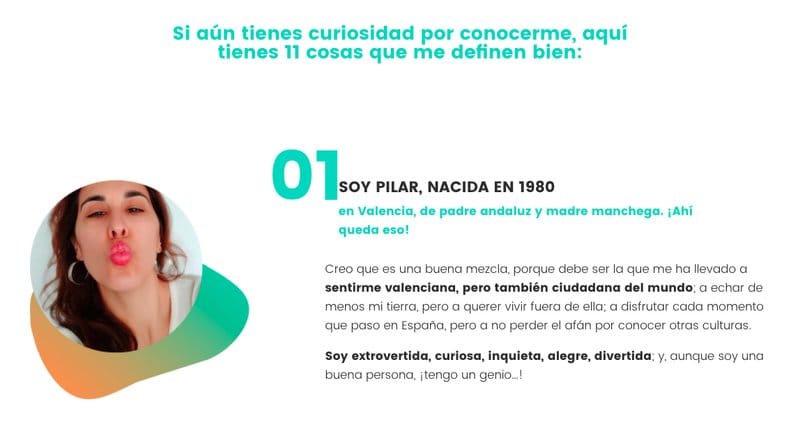 Si aún tienes curiosidad por conocerme, aquí
tienes 11 cosas que me definen bien:
01
SOY PILAR, NACIDA EN 1980
en Valencia, de padre andaluz y madre manchega. ¡Ahí
queda eso!
Creo que es una buena mezcla, porque debe ser la que me ha llevado a
sentirme valenciana, pero también ciudadana del mundo; a echar de
menos mi tierra, pero a querer vivir fuera de ella; a disfrutar cada momento
que paso en España, pero a no perder el afán por conocer otras culturas.
Soy extrovertida, curiosa, inquieta, alegre, divertida; y, aunque soy una
buena persona, ¡tengo un genio…!